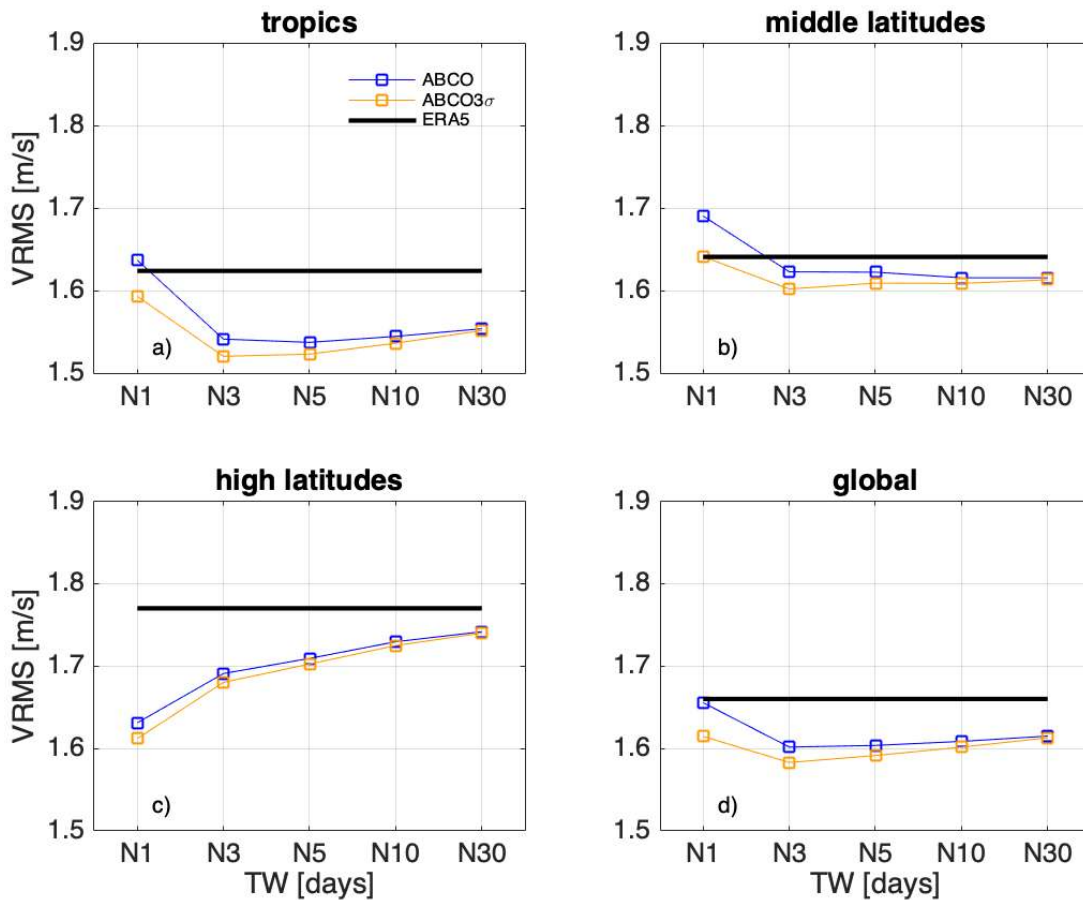 tropics
VRMS [m/s]
1.9
1.8
1.7
1.6
1.5
ABCO
ABCO3σ
ERA5
a)
N1 N3 N5 N10 N30
middle latitudes
1.9
1.8
1.7
1.6
1.5
b)
N1 N3 N5 N10 N30
high latitudes
VRMS [m/s]
1.9
1.8
1.7
1.6
1.5
c)
N1 N3 N5 N10 N30
TW [days]
global
1.9
1.8
1.7
1.6
1.5
d)
N1 N3 N5 N10 N30
TW [days]